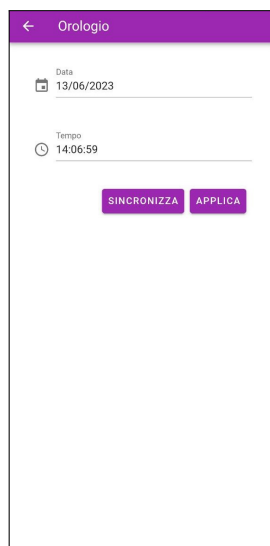 Orologio
Data
13/06/2023
Tempo
14:06:59
SINCRONIZZA APPLICA